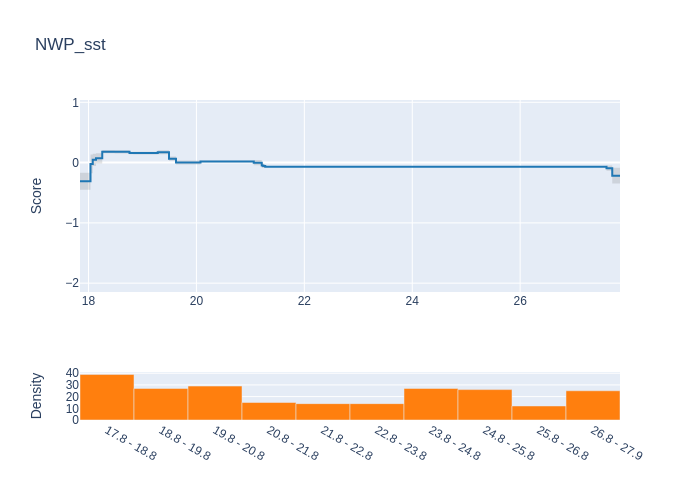 NWP_sst
Score
1
0
−1
−2
18
20
22
24
26
Density
40
30
20
10
0
17.8 - 18.8
18.8 - 19.8
19.8 - 20.8
20.8 - 21.8
21.8 - 22.8
22.8 - 23.8
23.8 - 24.8
24.8 - 25.8
25.8 - 26.8
26.8 - 27.9